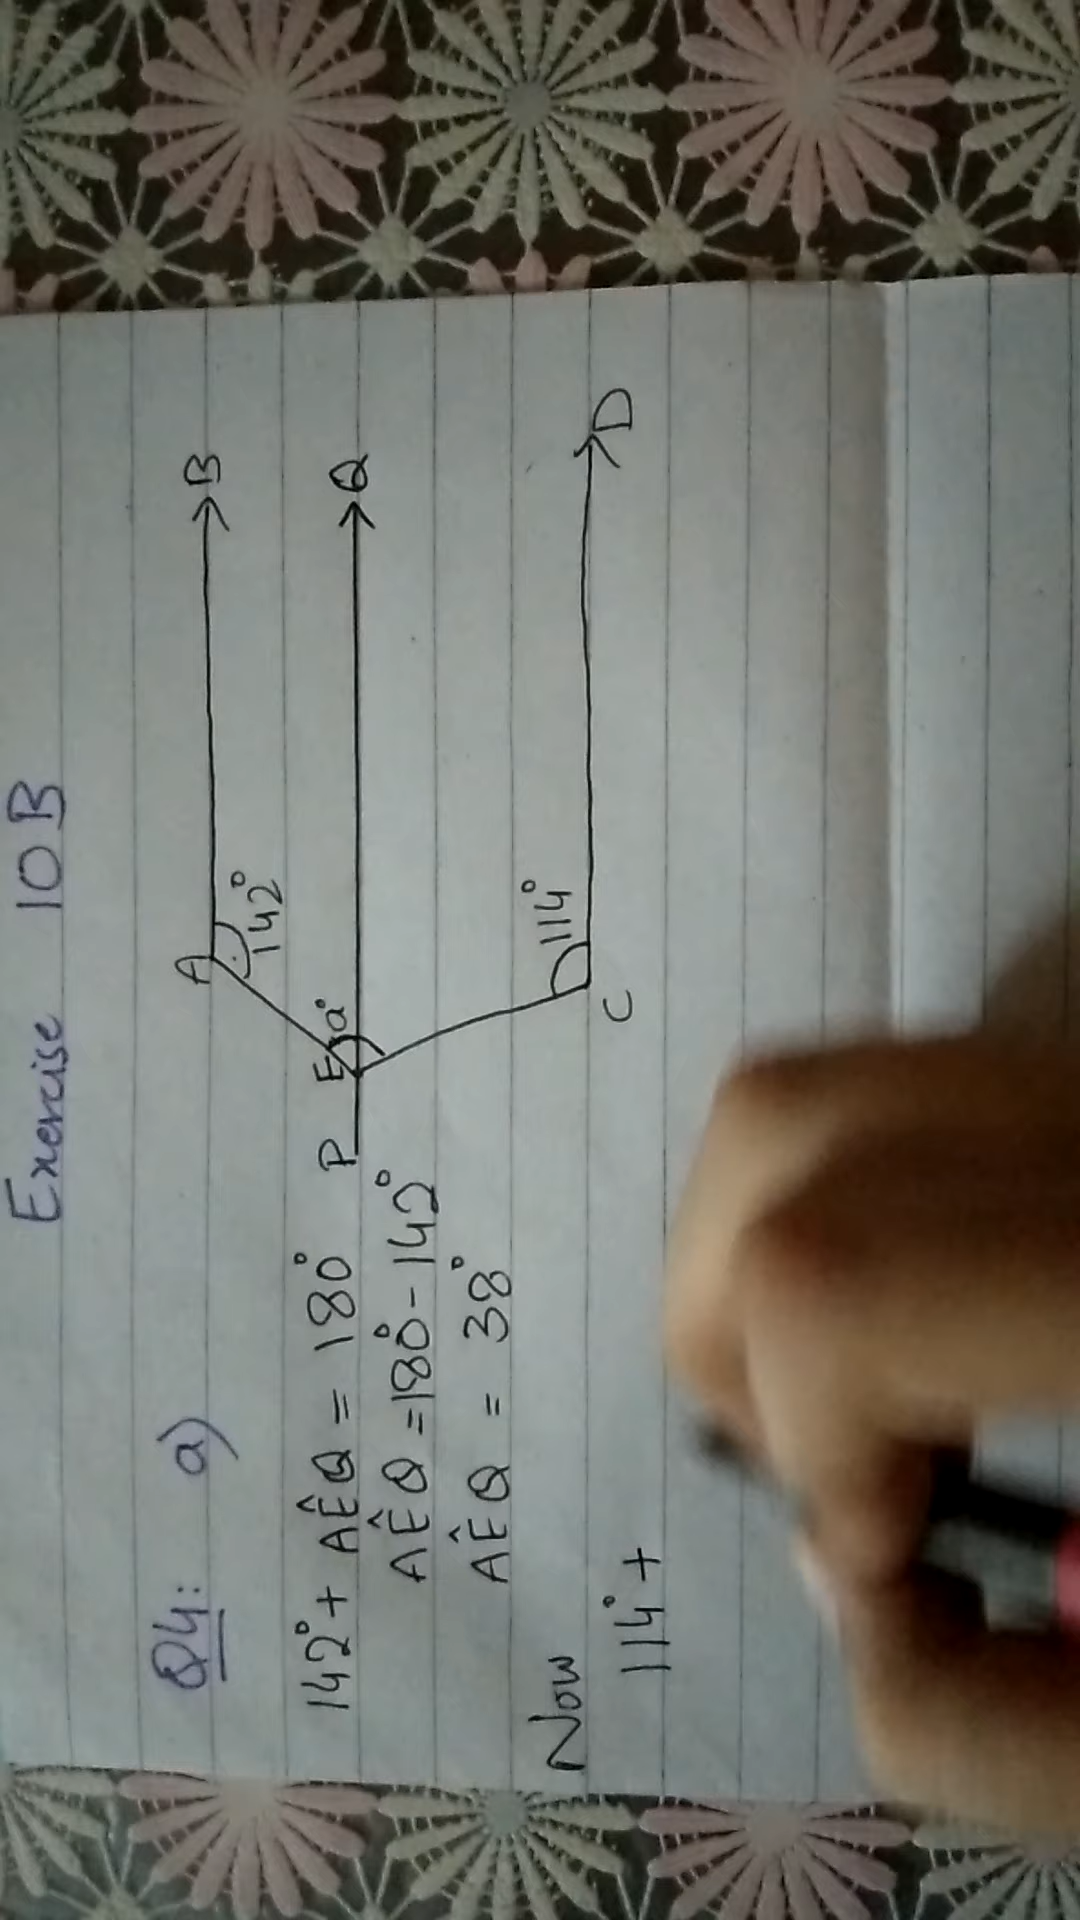 Exercise 10B
Q4: a)
A
B
142°
P
E
a°
Q
114°
C
D
142° + AÊQ = 180°
AÊQ = 180° - 142°
AÊQ = 38°
Now
114° +